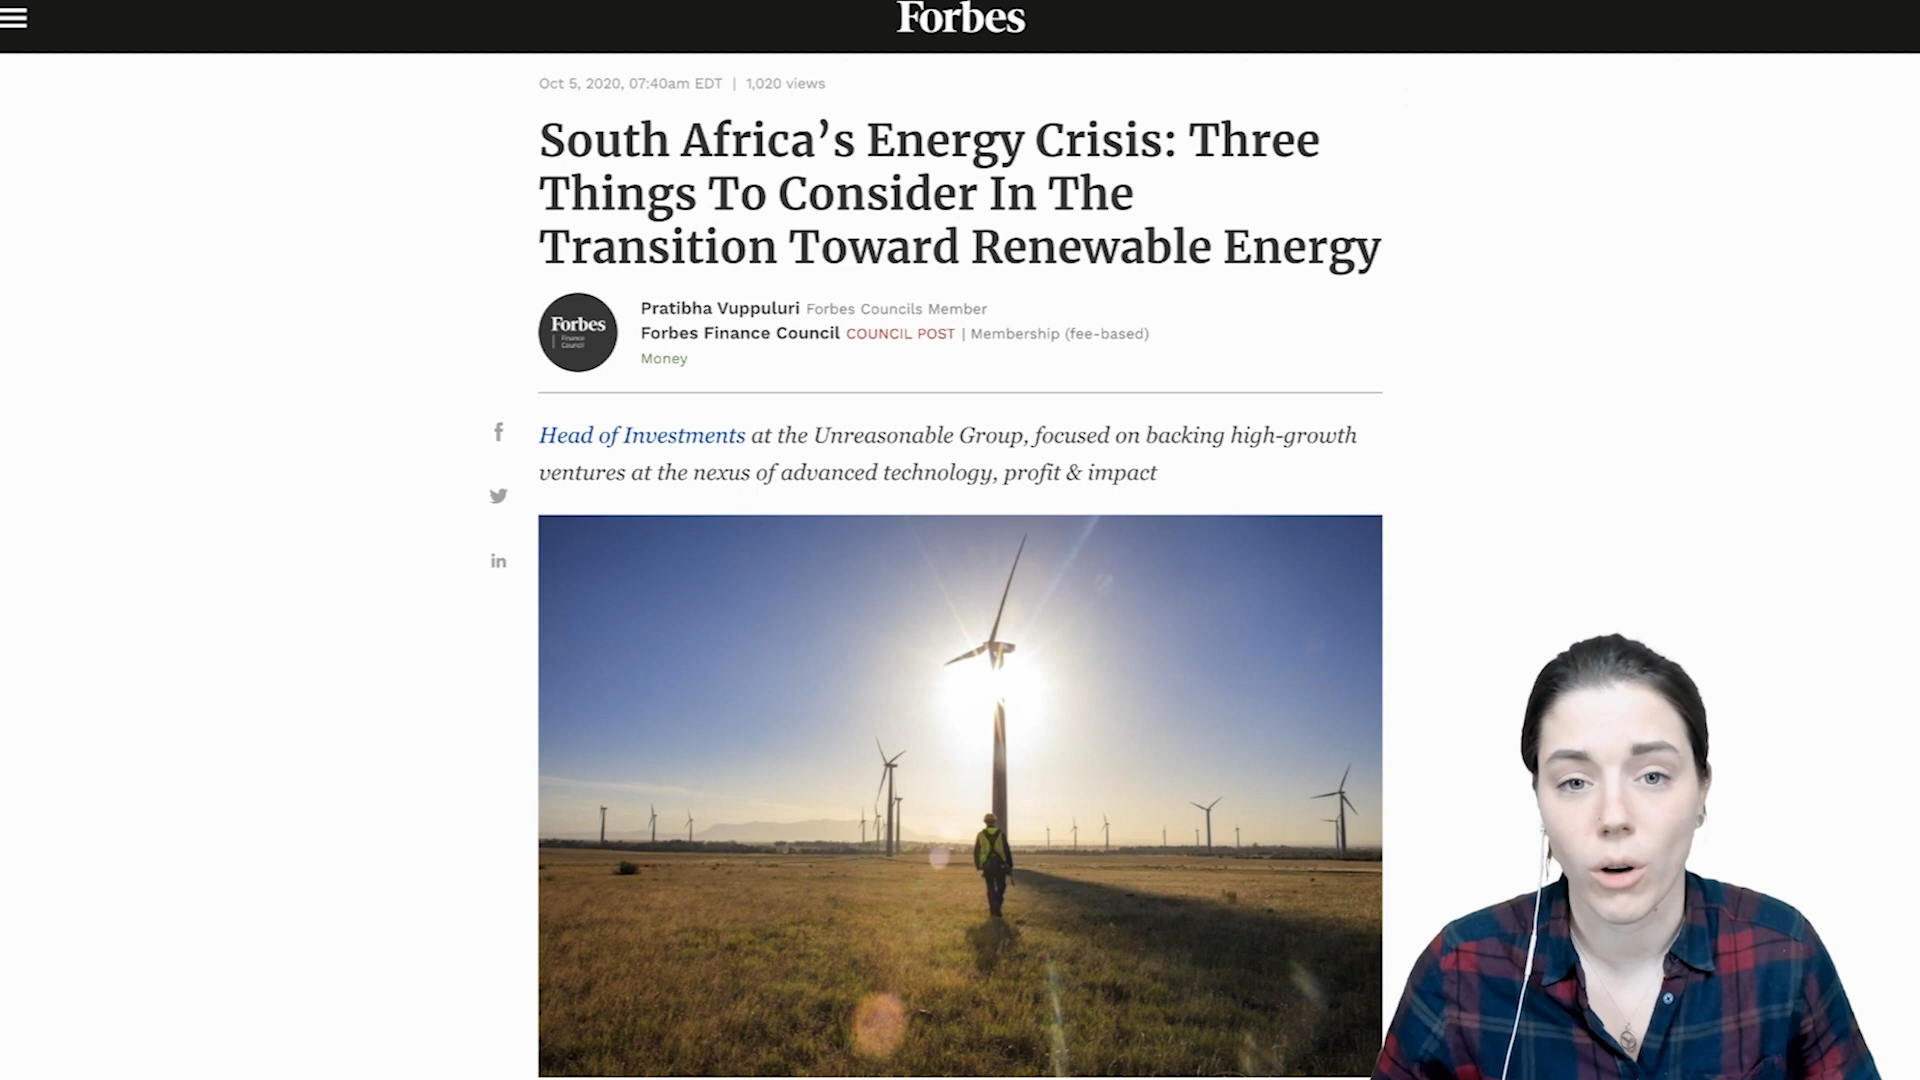 Forbes
Oct 5, 2020, 07:40am EDT | 1,020 views
South Africa’s Energy Crisis: Three
Things To Consider In The
Transition Toward Renewable Energy
Forbes
Finance
Council
Pratibha Vuppuluri Forbes Councils Member
Forbes Finance Council COUNCIL POST | Membership (fee-based)
Money
f
Head of Investments at the Unreasonable Group, focused on backing high-growth
ventures at the nexus of advanced technology, profit & impact
in